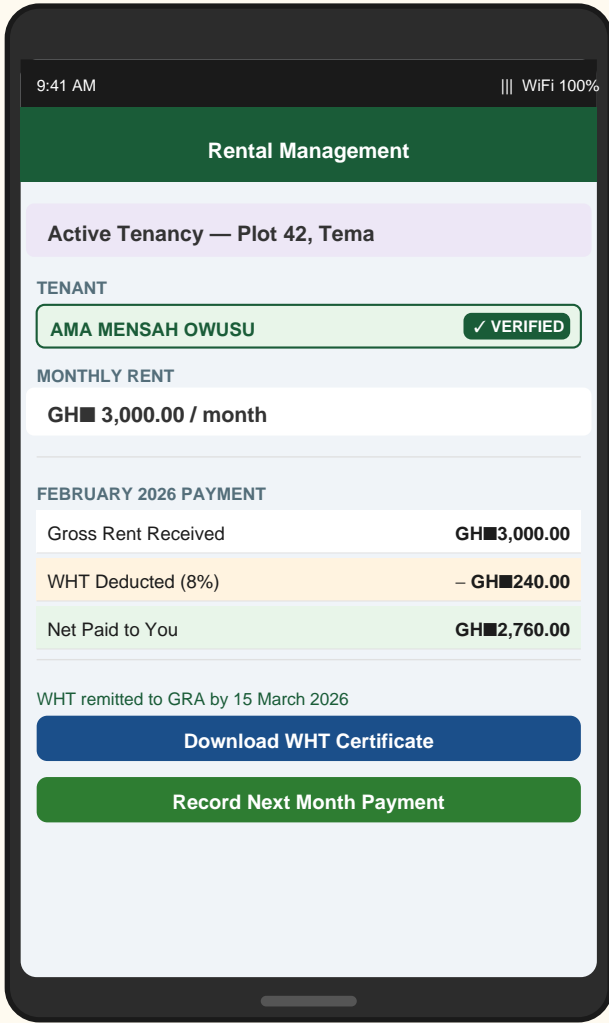 9:41 AM ||| WiFi 100%
Rental Management
Active Tenancy — Plot 42, Tema
TENANT
AMA MENSAH OWUSU ✓ VERIFIED
MONTHLY RENT
GH■ 3,000.00 / month
FEBRUARY 2026 PAYMENT
Gross Rent Received GH■3,000.00
WHT Deducted (8%) – GH■240.00
Net Paid to You GH■2,760.00
WHT remitted to GRA by 15 March 2026
Download WHT Certificate
Record Next Month Payment